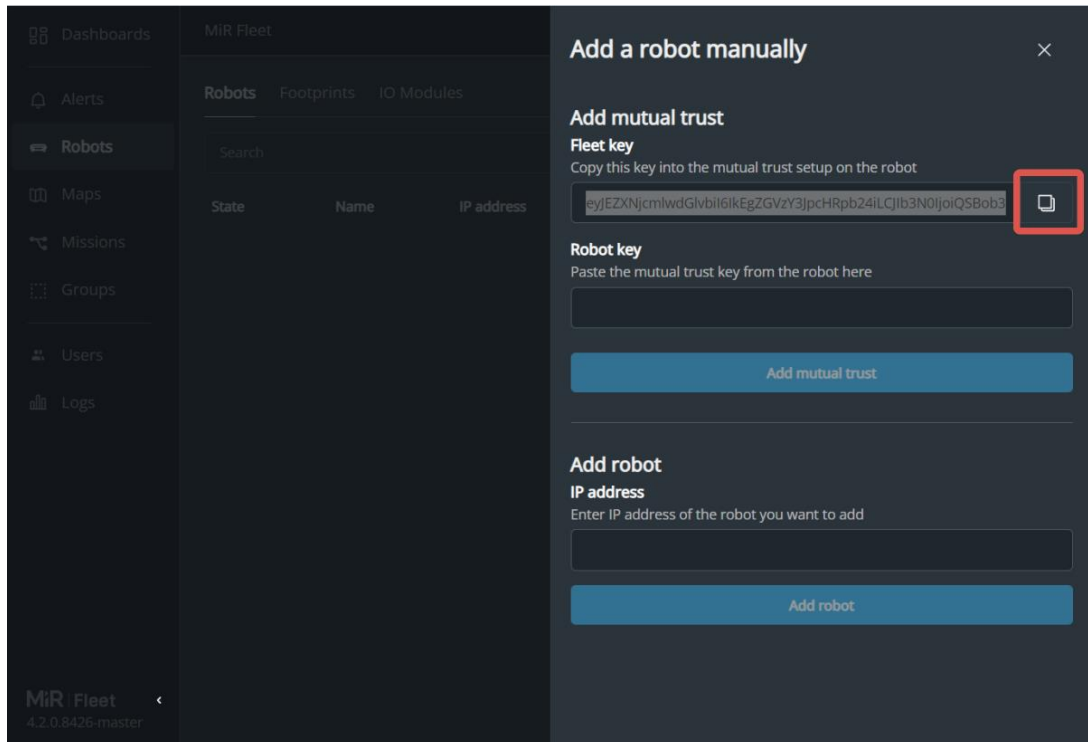 Dashboards
Alerts
Robots
Maps
Missions
Groups
Users
Logs
MiR Fleet
4.2.0.8426-master
MiR Fleet
Robots Footprints IO Modules
Search
State Name IP address
Add a robot manually
Add mutual trust
Fleet key
Copy this key into the mutual trust setup on the robot
Robot key
Paste the mutual trust key from the robot here
Add mutual trust
Add robot
IP address
Enter IP address of the robot you want to add
Add robot